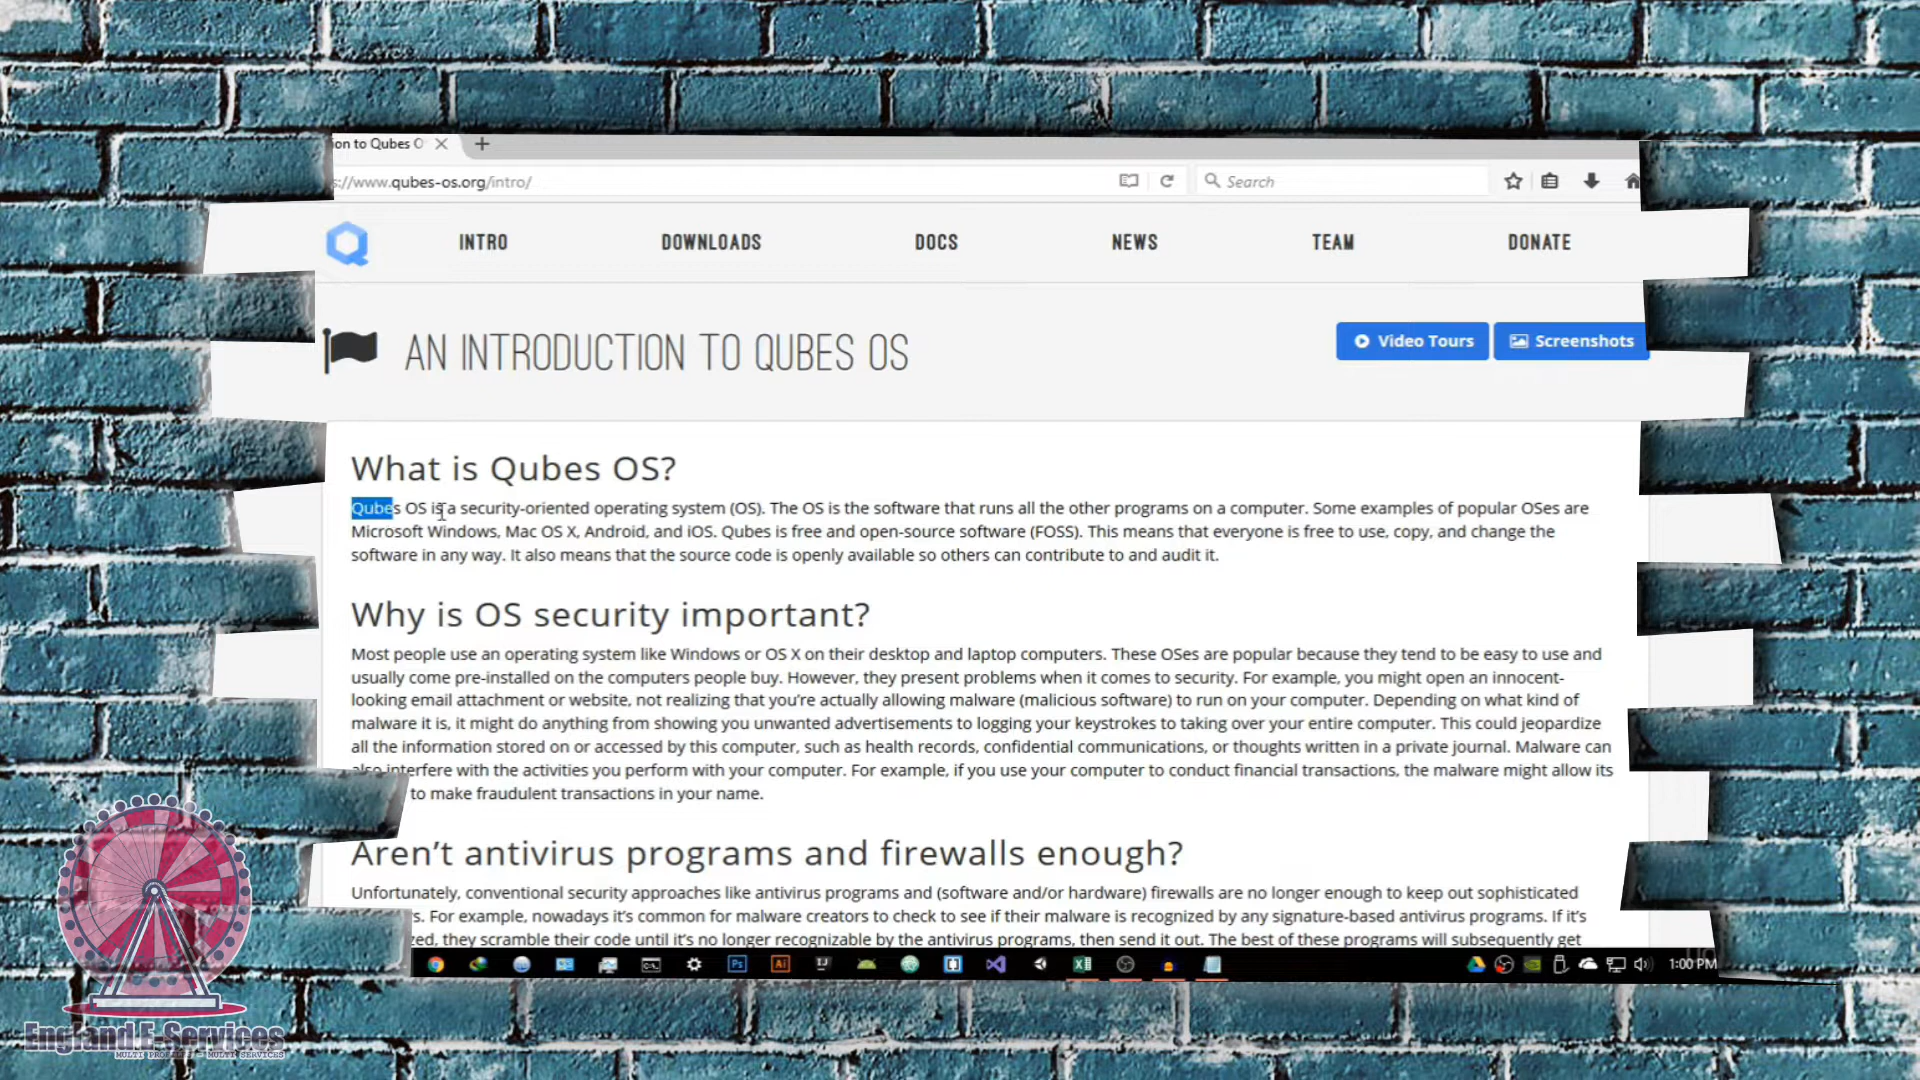 ion to Qubes O
://www.qubes-os.org/intro/
Search
INTRO
DOWNLOADS
DOCS
NEWS
TEAM
DONATE
AN INTRODUCTION TO QUBES OS
Video Tours
Screenshots
What is Qubes OS?
Qubes OS is a security-oriented operating system (OS). The OS is the software that runs all the other programs on a computer. Some examples of popular OSes are
Microsoft Windows, Mac OS X, Android, and iOS. Qubes is free and open-source software (FOSS). This means that everyone is free to use, copy, and change the
software in any way. It also means that the source code is openly available so others can contribute to and audit it.
Why is OS security important?
Most people use an operating system like Windows or OS X on their desktop and laptop computers. These OSes are popular because they tend to be easy to use and
usually come pre-installed on the computers people buy. However, they present problems when it comes to security. For example, you might open an innocent-
looking email attachment or website, not realizing that you’re actually allowing malware (malicious software) to run on your computer. Depending on what kind of
malware it is, it might do anything from showing you unwanted advertisements to logging your keystrokes to taking over your entire computer. This could jeopardize
all the information stored on or accessed by this computer, such as health records, confidential communications, or thoughts written in a private journal. Malware can
also interfere with the activities you perform with your computer. For example, if you use your computer to conduct financial transactions, the malware might allow its
to make fraudulent transactions in your name.
Aren’t antivirus programs and firewalls enough?
Unfortunately, conventional security approaches like antivirus programs and (software and/or hardware) firewalls are no longer enough to keep out sophisticated
s. For example, nowadays it’s common for malware creators to check to see if their malware is recognized by any signature-based antivirus programs. If it’s
zed, they scramble their code until it’s no longer recognizable by the antivirus programs, then send it out. The best of these programs will subsequently get
Ps
Ai
IJ
1:00 PM
England E-Services
MULTI PROBLEMS - MULTI SERVICES